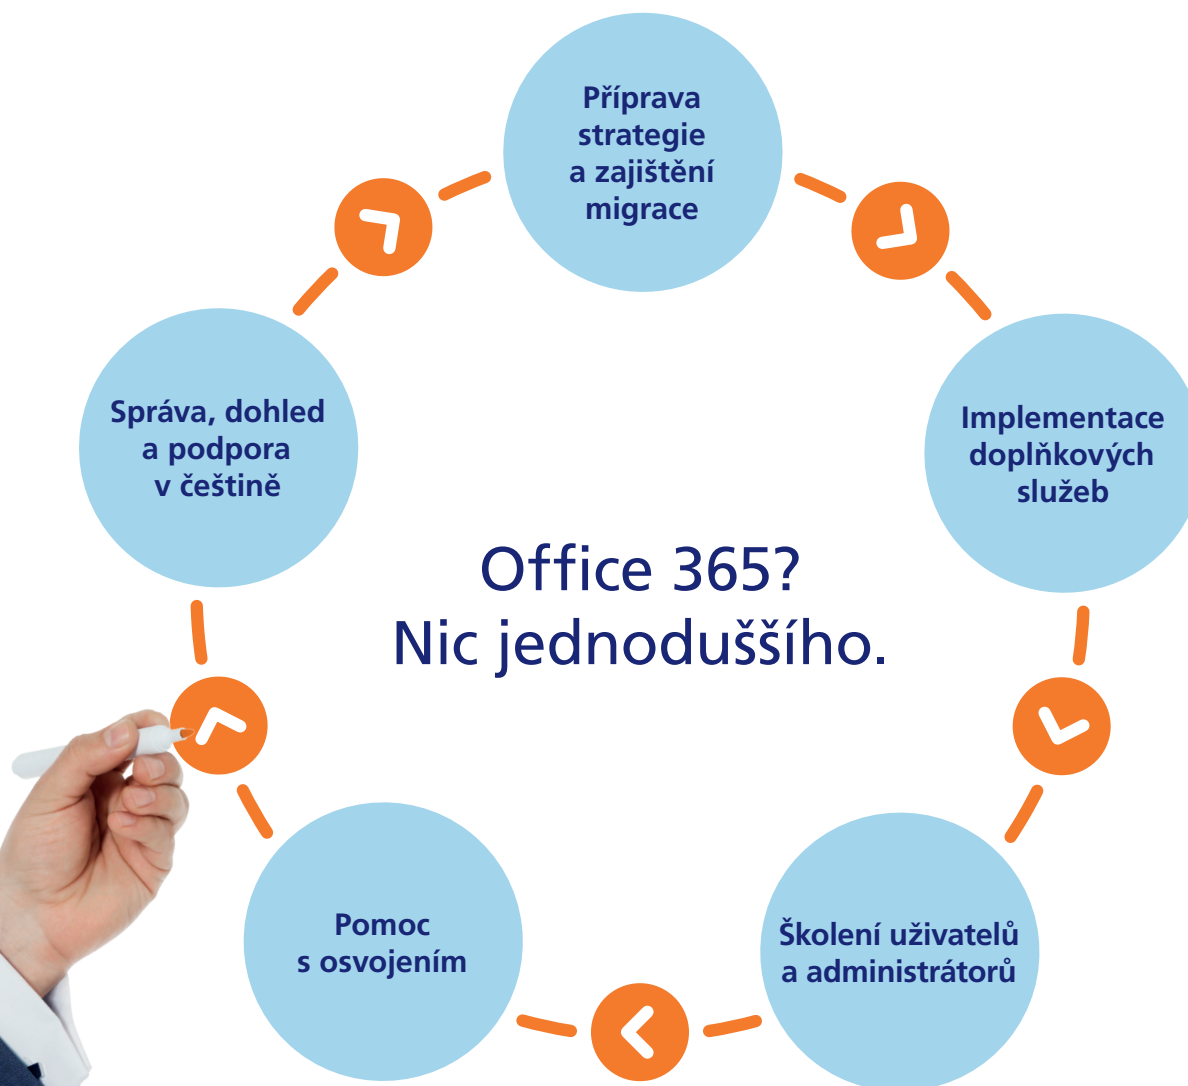 Příprava
strategie
a zajištění
migrace
Implementace
doplňkových
služeb
Školení uživatelů
a administrátorů
Pomoc
s osvojením
Správa, dohled
a podpora
v češtině
Office 365?
Nic jednoduššího.